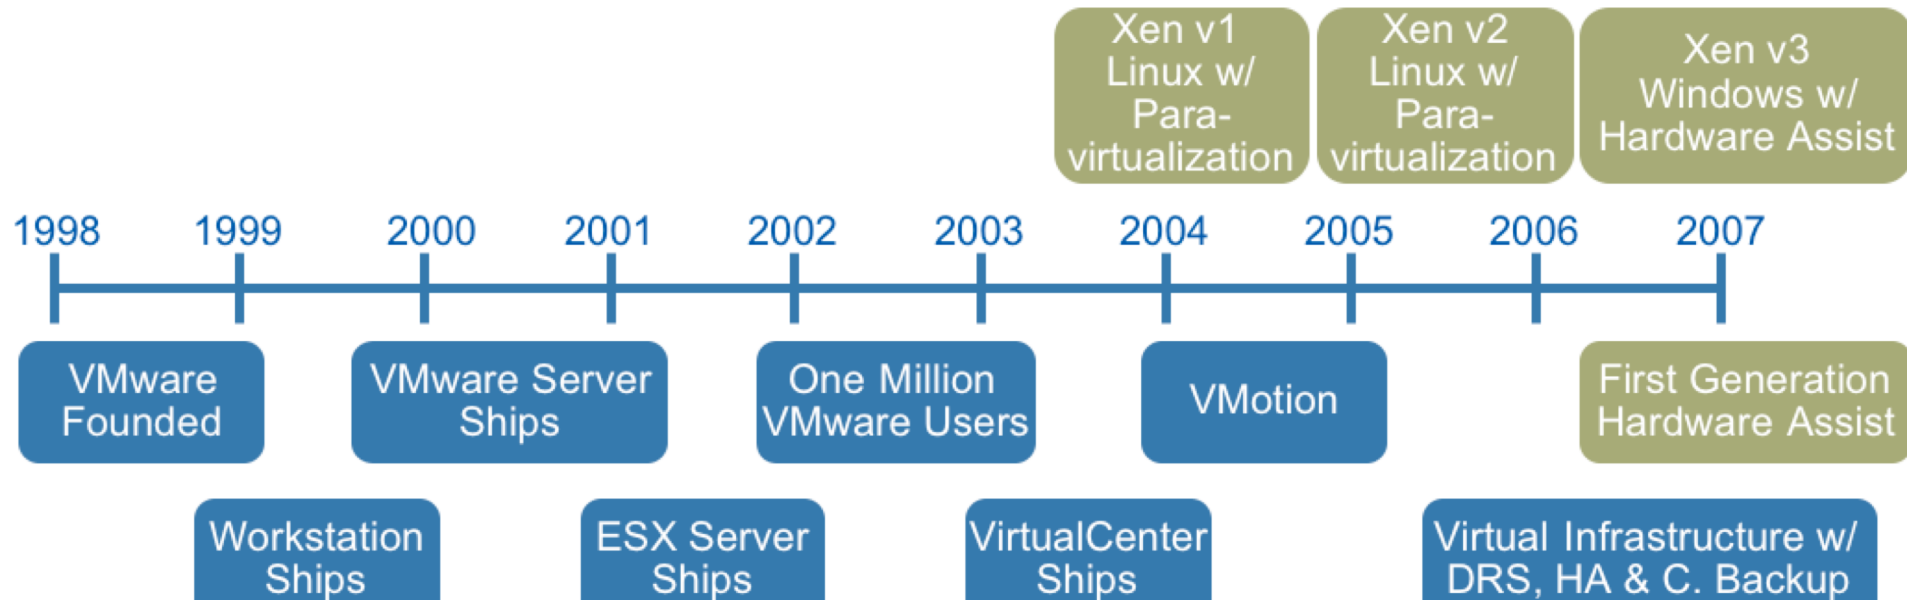 Xen v1
Linux w/
Para-
virtualization
Xen v2
Linux w/
Para-
virtualization
Xen v3
Windows w/
Hardware Assist
1998 1999 2000 2001 2002 2003 2004 2005 2006 2007
VMware
Founded
VMware Server
Ships
One Million
VMware Users
VMotion
First Generation
Hardware Assist
Workstation
Ships
ESX Server
Ships
VirtualCenter
Ships
Virtual Infrastructure w/
DRS, HA & C. Backup